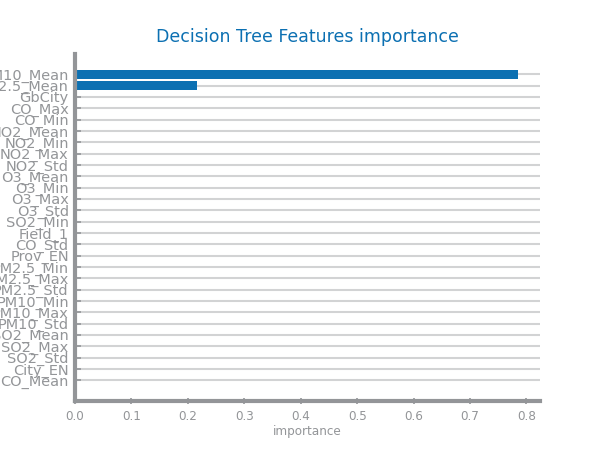 Decision Tree Features importance
M10_Mean
2.5_Mean
GbCity
CO_Max
CO_Min
O2_Mean
NO2_Min
NO2_Max
NO2_Std
O3_Mean
O3_Min
O3_Max
O3_Std
SO2_Min
Field_1
CO_Std
Prov_EN
M2.5_Min
M2.5_Max
PM2.5_Std
PM10_Min
M10_Max
PM10_Std
SO2_Mean
SO2_Max
SO2_Std
City_EN
CO_Mean
0.0 0.1 0.2 0.3 0.4 0.5 0.6 0.7 0.8
importance